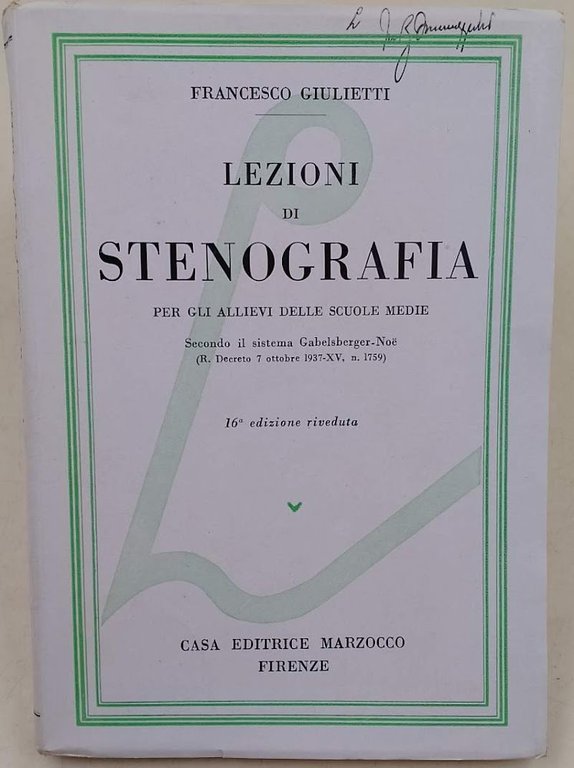 FRANCESCO GIULIETTI
LEZIONI
DI
STENOGRAFIA
PER GLI ALLIEVI DELLE SCUOLE MEDIE
Secondo il sistema Gabelsberger-Noë
(R. Decreto 7 ottobre 1937-XV, n. 1759)
16ª edizione riveduta
CASA EDITRICE MARZOCCO
FIRENZE